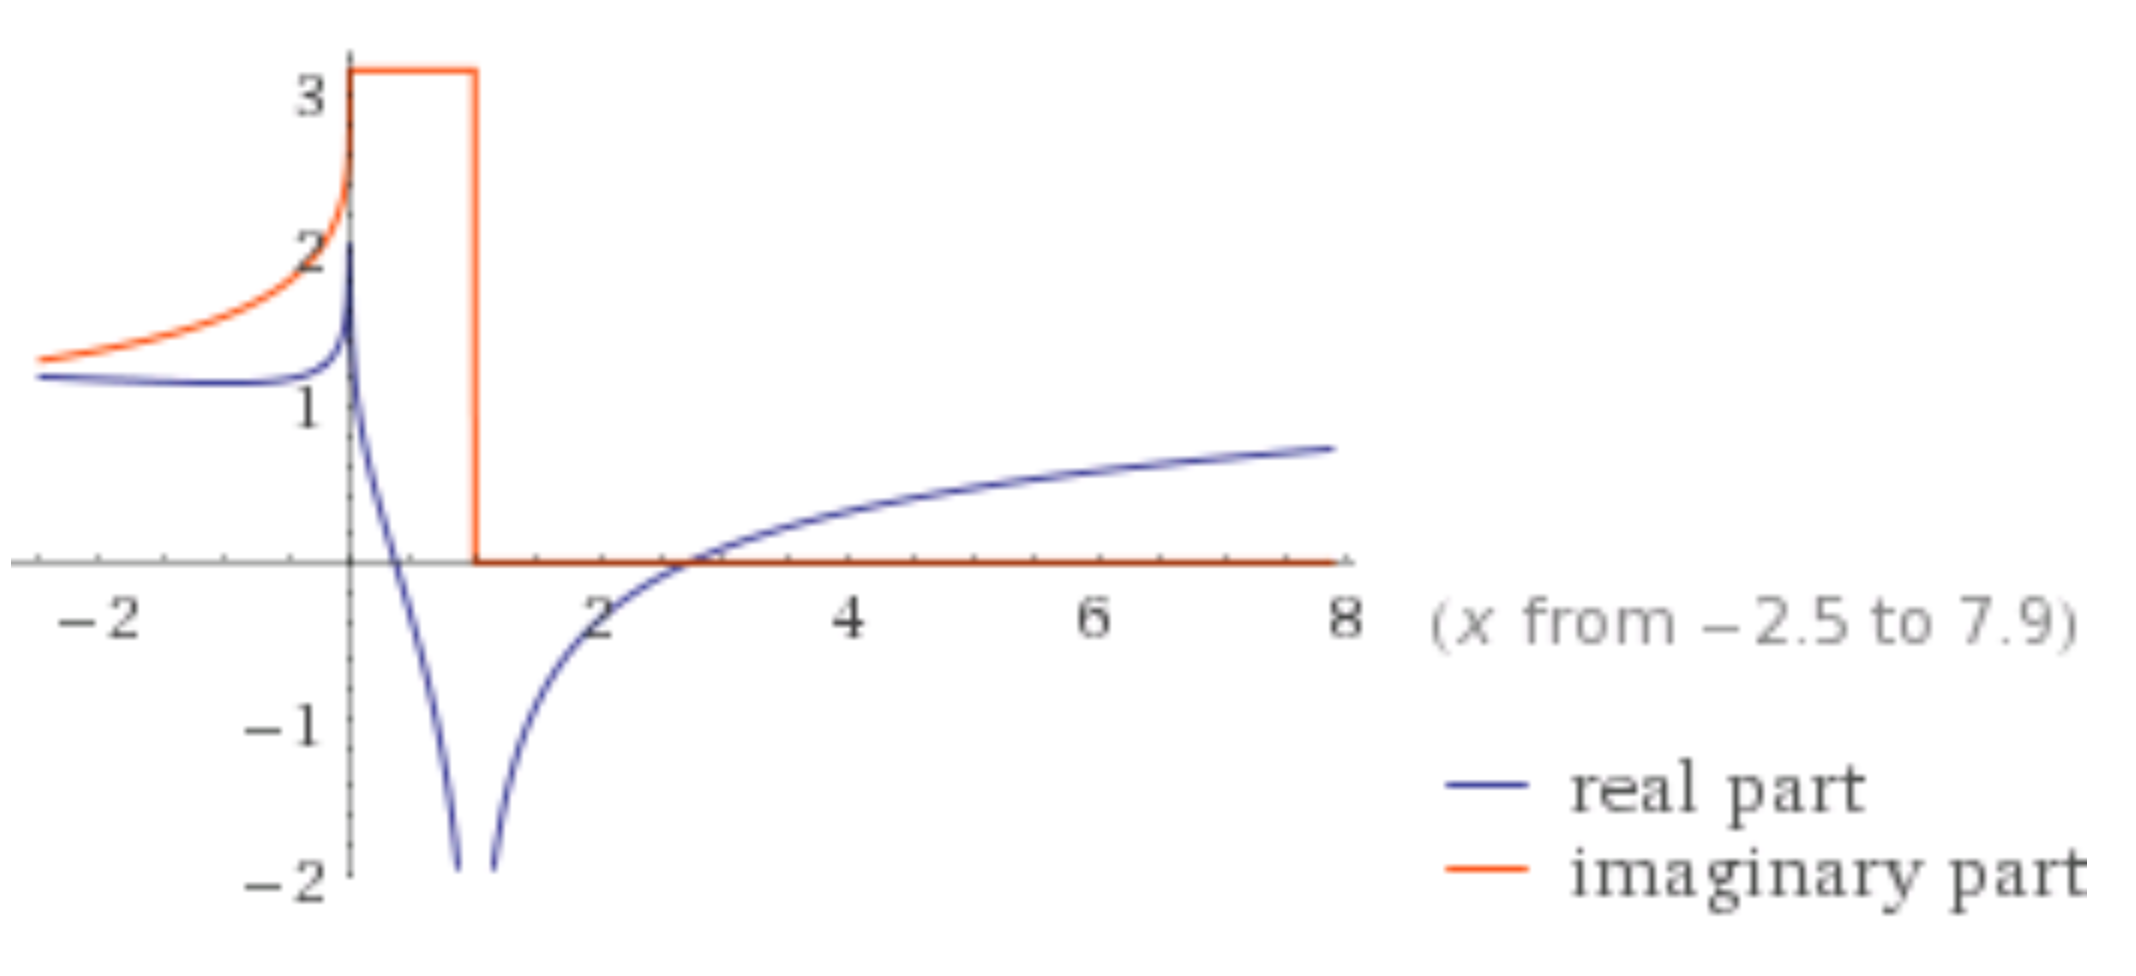 3
2
1
−2 2 4 6 8 (x from −2.5 to 7.9)
−1
real part
imaginary part
−2